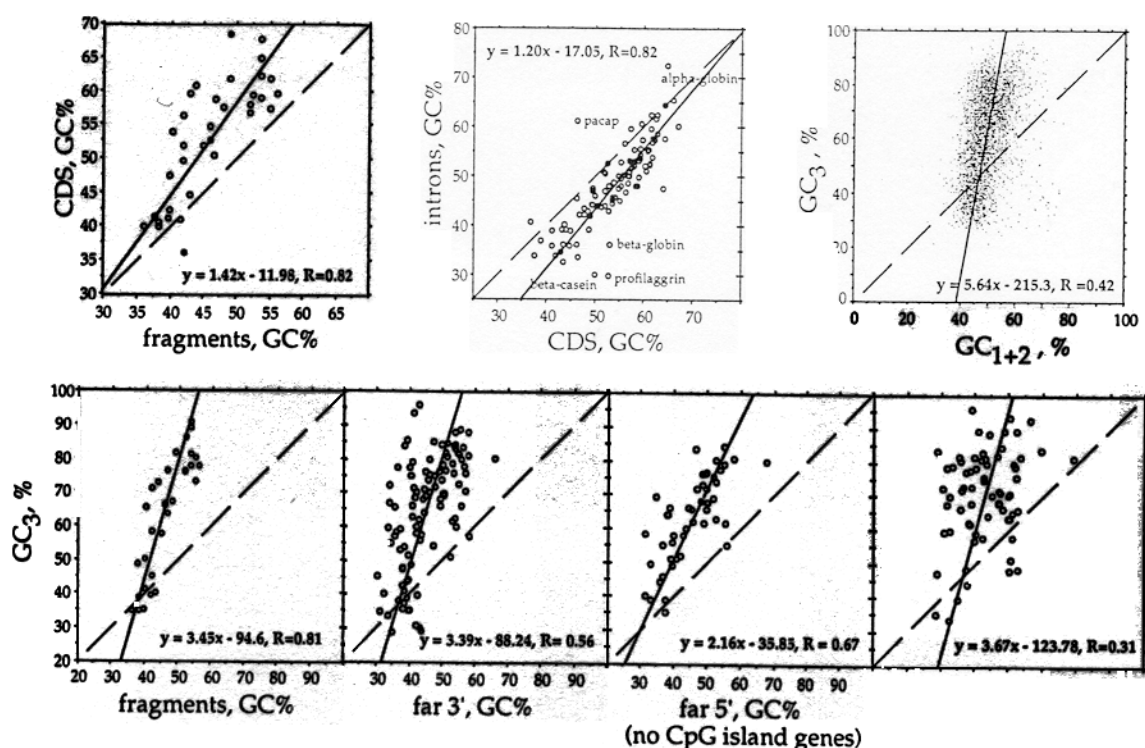 70
65
60
55
50
45
40
35
30
CDS, GC%
y = 1.42x - 11.98, R=0.82
30 35 40 45 50 55 60 65
fragments, GC%
y = 1.20x - 17.05, R=0.82
80
70
60
50
40
30
introns, GC%
alpha-globin
pacap
beta-globin
beta-casein
profilaggrin
30 40 50 60 70
CDS, GC%
100
80
60
40
20
0
GC3, %
y = 5.64x - 215.3, R =0.42
0 20 40 60 80 100
GC1+2, %
100
90
80
70
60
50
40
30
20
GC3, %
y = 3.45x - 94.6, R=0.81
20 30 40 50 60 70 80 90
fragments, GC%
y = 3.39x - 88.24, R= 0.56
30 40 50 60 70 80 90
far 3', GC%
y = 2.16x - 35.85, R = 0.67
30 40 50 60 70 80 90
far 5', GC%
(no CpG island genes)
y = 3.67x - 123.78, R=0.31